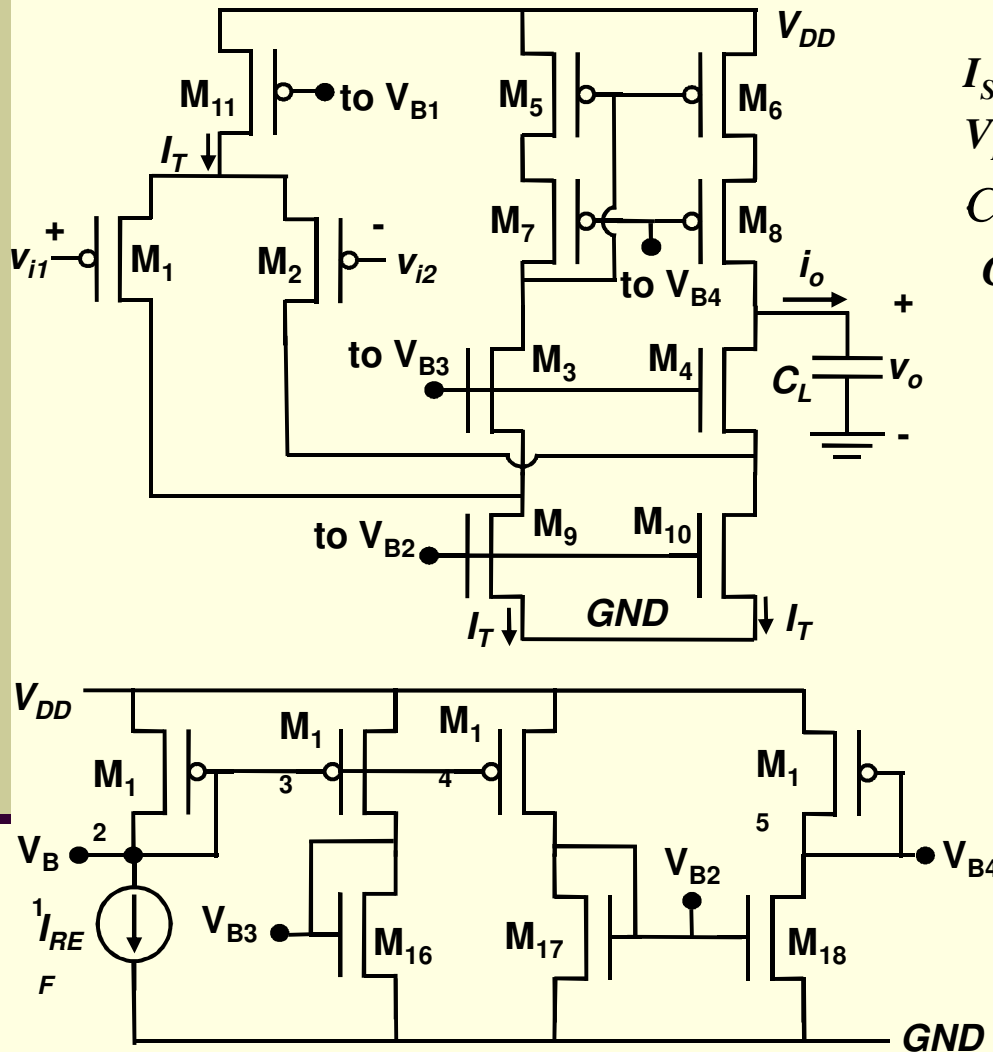 V_DD
M_11
to V_B1
M_5
M_6
I_S
V_
C
I_T
M_7
M_8
+
v_i1
M_1
M_2
-
v_i2
to V_B4
i_o
+
to V_B3
M_3
M_4
C_L
v_o
-
to V_B2
M_9
M_10
I_T
GND
I_T
V_DD
M_1
2
M_1
3
M_1
4
M_1
5
V_B
1
I_RE
F
V_B3
M_16
M_17
V_B2
M_18
V_B4
GND